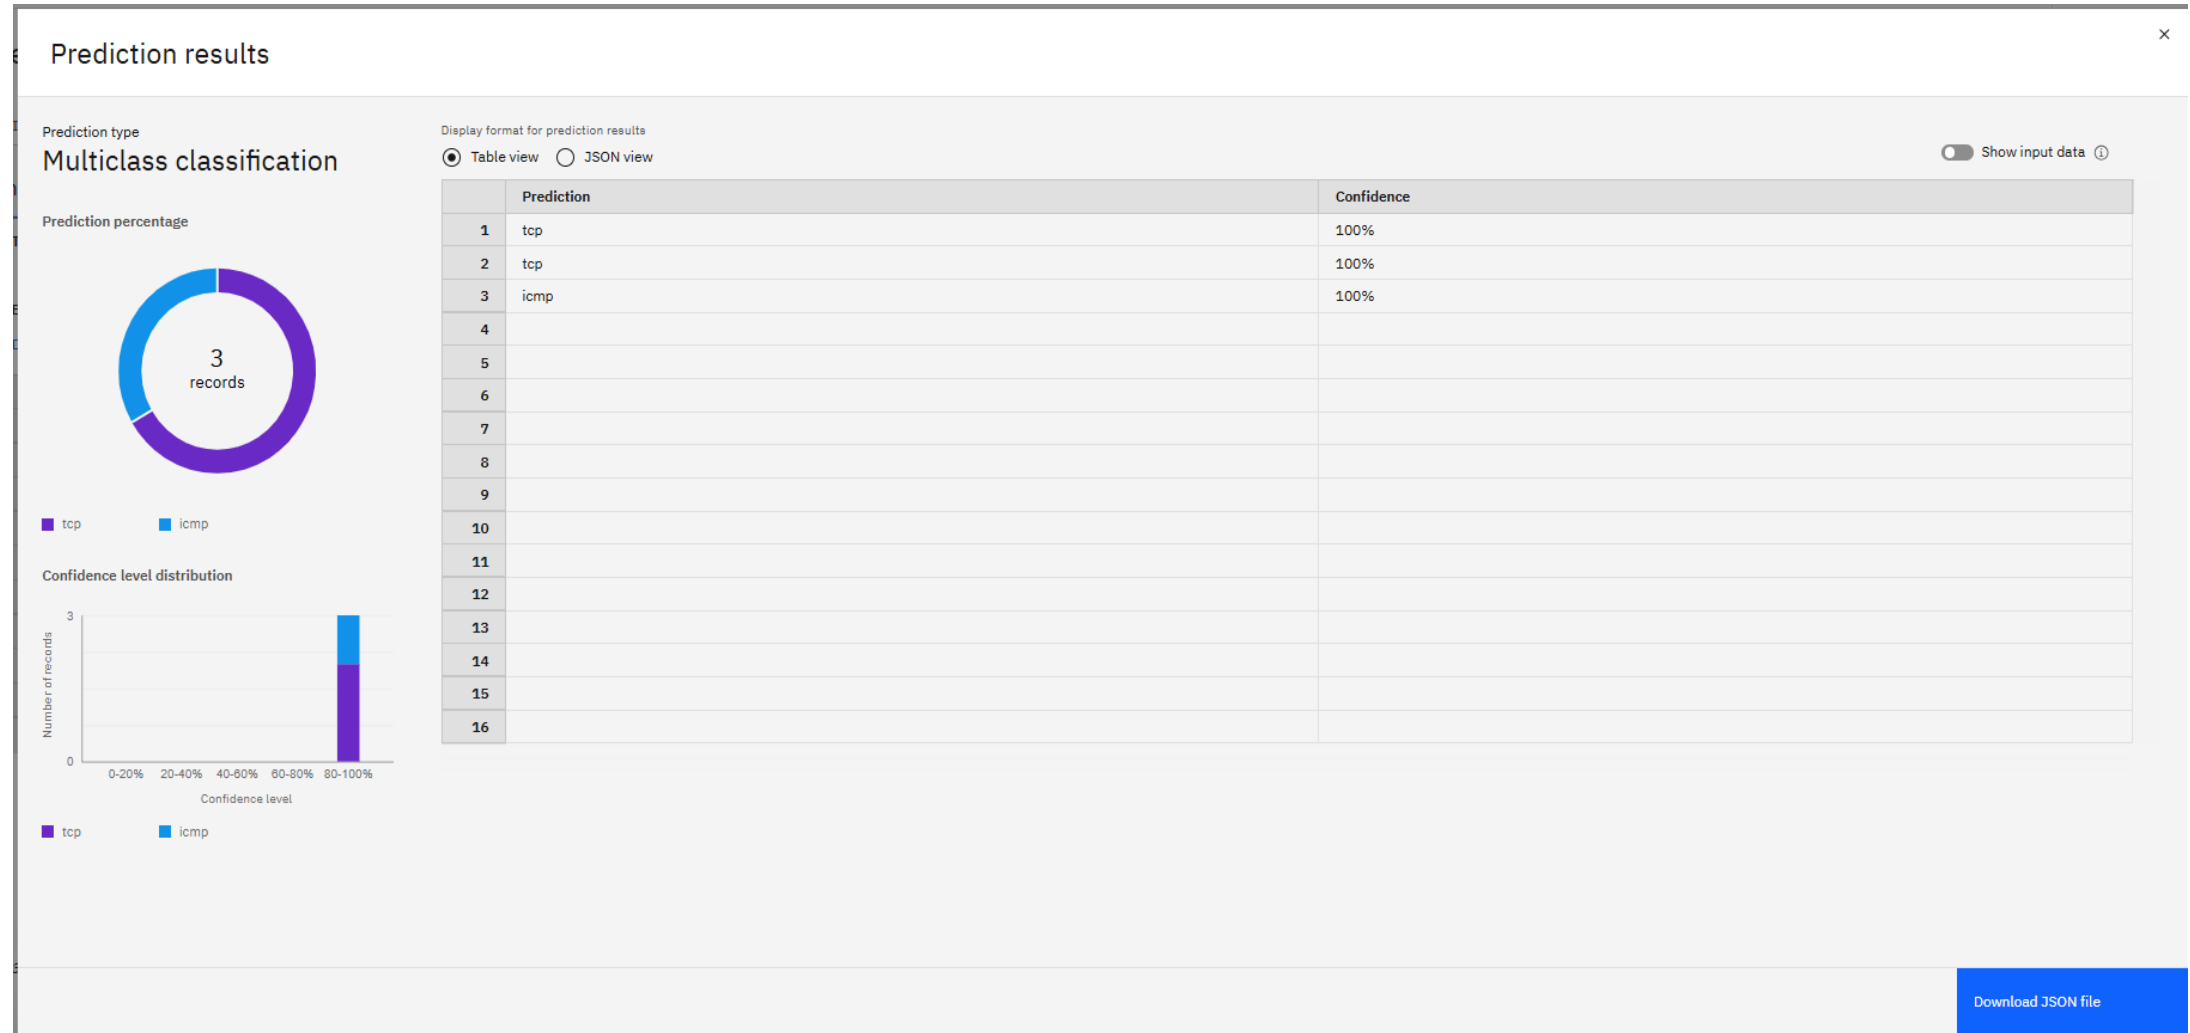 Prediction results
×
Prediction type
Multiclass classification
Prediction percentage
3
records
tcp icmp
Confidence level distribution
3
Number of records
0
0-20% 20-40% 40-60% 60-80% 80-100%
Confidence level
tcp icmp
Display format for prediction results
Table view JSON view
Show input data
Prediction Confidence
1 tcp 100%
2 tcp 100%
3 icmp 100%
4
5
6
7
8
9
10
11
12
13
14
15
16
Download JSON file